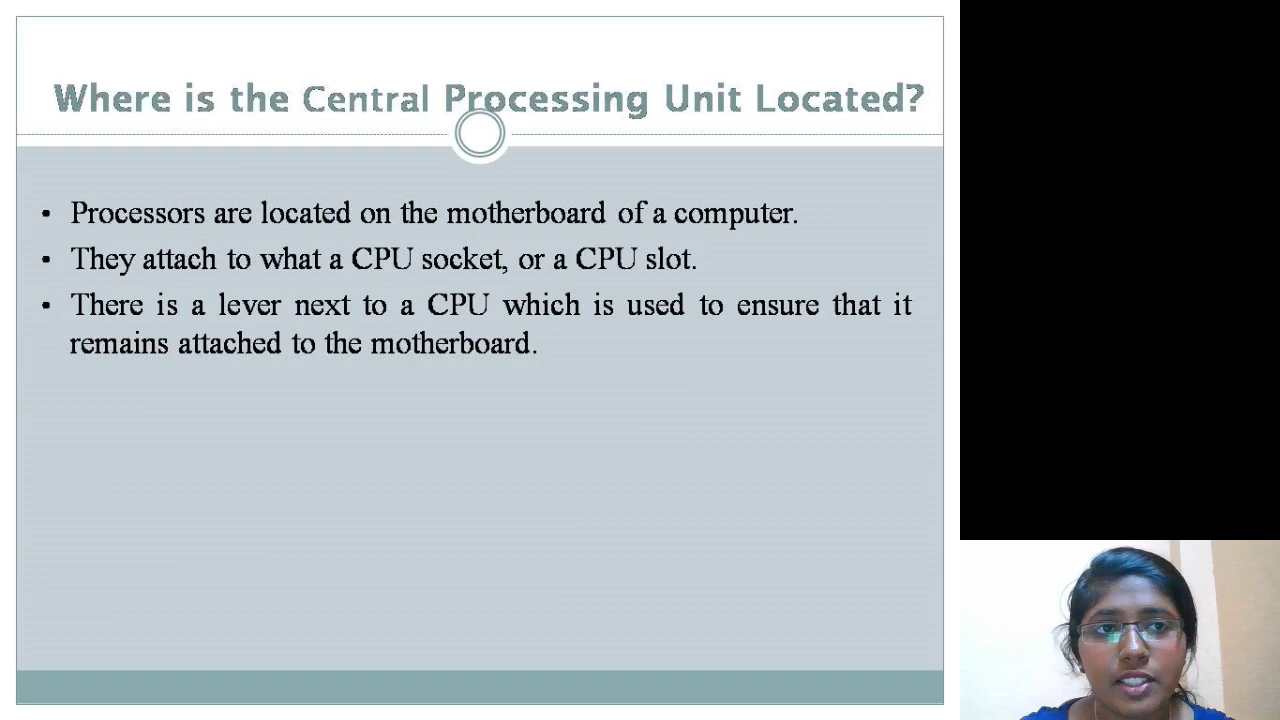 Where is the Central Processing Unit Located?
• Processors are located on the motherboard of a computer.
• They attach to what a CPU socket, or a CPU slot.
• There is a lever next to a CPU which is used to ensure that it
remains attached to the motherboard.